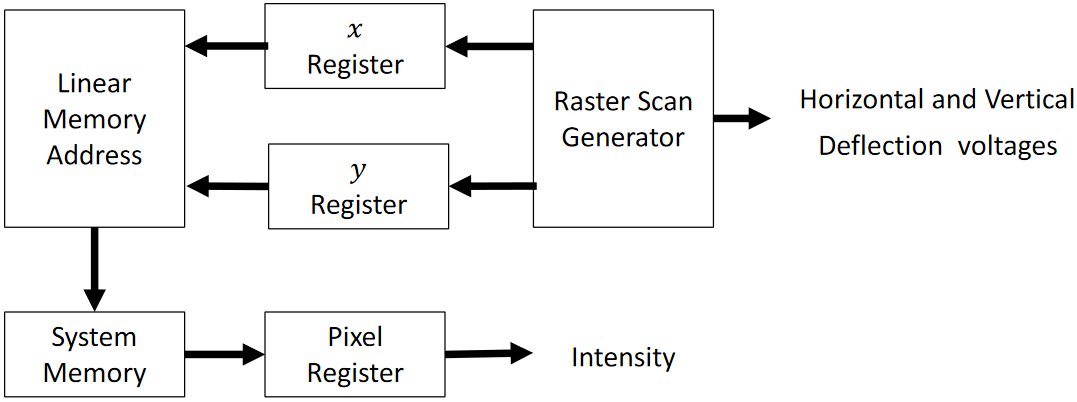 x
Register
Linear
Memory
Address
Raster Scan
Generator
Horizontal and Vertical
Deflection voltages
y
Register
System
Memory
Pixel
Register
Intensity